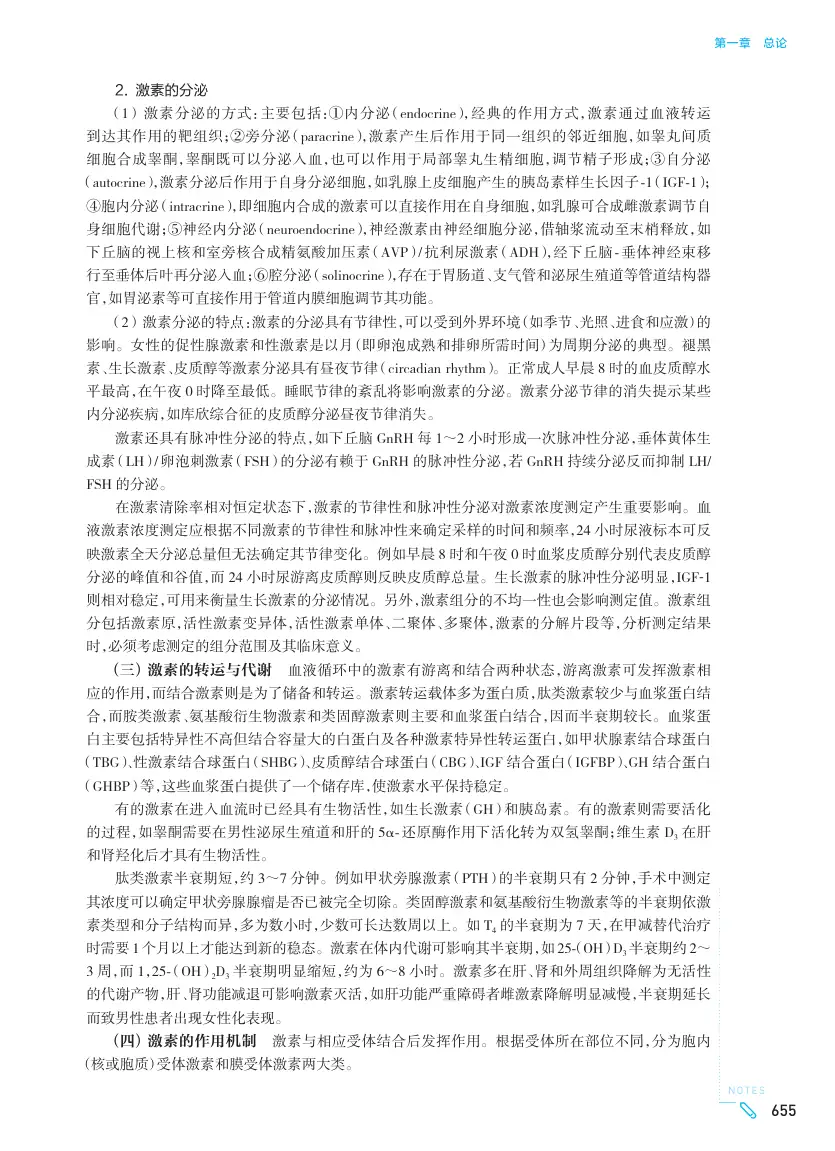 第一章 总论
2. 激素的分泌
（1）激素分泌的方式：主要包括：①内分泌（endocrine），经典的作用方式，激素通过血液转运
到达其作用的靶组织；②旁分泌（paracrine），激素产生后作用于同一组织的邻近细胞，如睾丸间质
细胞合成睾酮，睾酮既可以分泌入血，也可以作用于局部睾丸生精细胞，调节精子形成；③自分泌
（autocrine），激素分泌后作用于自身分泌细胞，如乳腺上皮细胞产生的胰岛素样生长因子-1（IGF-1）；
④胞内分泌（intracrine），即细胞内合成的激素可以直接作用在自身细胞，如乳腺可合成雌激素调节自
身细胞代谢；⑤神经内分泌（neuroendocrine），神经激素由神经细胞分泌，借轴浆流动至末梢释放，如
下丘脑的视上核和室旁核合成精氨酸加压素（AVP）/抗利尿激素（ADH），经下丘脑-垂体神经束移
行至垂体后叶再分泌入血；⑥腔分泌（solinocrine），存在于胃肠道、支气管和泌尿生殖道等管道结构器
官，如胃泌素等可直接作用于管道内膜细胞调节其功能。
（2）激素分泌的特点：激素的分泌具有节律性，可以受到外界环境（如季节、光照、进食和应激）的
影响。女性的促性腺激素和性激素是以月（即卵泡成熟和排卵所需时间）为周期分泌的典型。褪黑
素、生长激素、皮质醇等激素分泌具有昼夜节律（circadian rhythm）。正常成人早晨 8 时的血皮质醇水
平最高，在午夜 0 时降至最低。睡眠节律的紊乱将影响激素的分泌。激素分泌节律的消失提示某些
内分泌疾病，如库欣综合征的皮质醇分泌昼夜节律消失。
激素还具有脉冲性分泌的特点，如下丘脑 GnRH 每 1～2 小时形成一次脉冲性分泌，垂体黄体生
成素（LH）/卵泡刺激素（FSH）的分泌有赖于 GnRH 的脉冲性分泌，若 GnRH 持续分泌反而抑制 LH/
FSH 的分泌。
在激素清除率相对恒定状态下，激素的节律性和脉冲性分泌对激素浓度测定产生重要影响。血
液激素浓度测定应根据不同激素的节律性和脉冲性来确定采样的时间和频率，24 小时尿液标本可反
映激素全天分泌总量但无法确定其节律变化。例如早晨 8 时和午夜 0 时血浆皮质醇分别代表皮质醇
分泌的峰值和谷值，而 24 小时尿游离皮质醇则反映皮质醇总量。生长激素的脉冲性分泌明显，IGF-1
则相对稳定，可用来衡量生长激素的分泌情况。另外，激素组分的不均一性也会影响测定值。激素组
分包括激素原，活性激素变异体，活性激素单体、二聚体、多聚体，激素的分解片段等，分析测定结果
时，必须考虑测定的组分范围及其临床意义。
（三）激素的转运与代谢 血液循环中的激素有游离和结合两种状态，游离激素可发挥激素相
应的作用，而结合激素则是为了储备和转运。激素转运载体多为蛋白质，肽类激素较少与血浆蛋白结
合，而胺类激素、氨基酸衍生物激素和类固醇激素则主要和血浆蛋白结合，因而半衰期较长。血浆蛋
白主要包括特异性不高但结合容量大的白蛋白及各种激素特异性转运蛋白，如甲状腺素结合球蛋白
（TBG）、性激素结合球蛋白（SHBG）、皮质醇结合球蛋白（CBG）、IGF 结合蛋白（IGFBP）、GH 结合蛋白
（GHBP）等，这些血浆蛋白提供了一个储存库，使激素水平保持稳定。
有的激素在进入血流时已经具有生物活性，如生长激素（GH）和胰岛素。有的激素则需要活化
的过程，如睾酮需要在男性泌尿生殖道和肝的 5α-还原酶作用下活化转为双氢睾酮；维生素 D₃ 在肝
和肾羟化后才具有生物活性。
肽类激素半衰期短，约 3～7 分钟。例如甲状旁腺激素（PTH）的半衰期只有 2 分钟，手术中测定
其浓度可以确定甲状旁腺腺瘤是否已被完全切除。类固醇激素和氨基酸衍生物激素等的半衰期依激
素类型和分子结构而异，多为数小时，少数可长达数周以上。如 T₄ 的半衰期为 7 天，在甲减替代治疗
时需要 1 个月以上才能达到新的稳态。激素在体内代谢可影响其半衰期，如 25-（OH）D₃ 半衰期约 2～
3 周，而 1,25-（OH）₂D₃ 半衰期明显缩短，约为 6～8 小时。激素多在肝、肾和外周组织降解为无活性
的代谢产物，肝、肾功能减退可影响激素灭活，如肝功能严重障碍者雌激素降解明显减慢，半衰期延长
而致男性患者出现女性化表现。
（四）激素的作用机制 激素与相应受体结合后发挥作用。根据受体所在部位不同，分为胞内
（核或胞质）受体激素和膜受体激素两大类。
NOTES
655